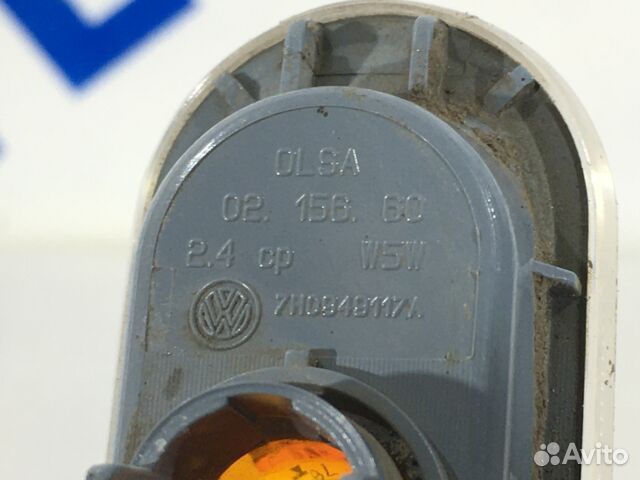 OLSA
02. 156. 60
2.4 cp W5W
7H0949117A
Avito